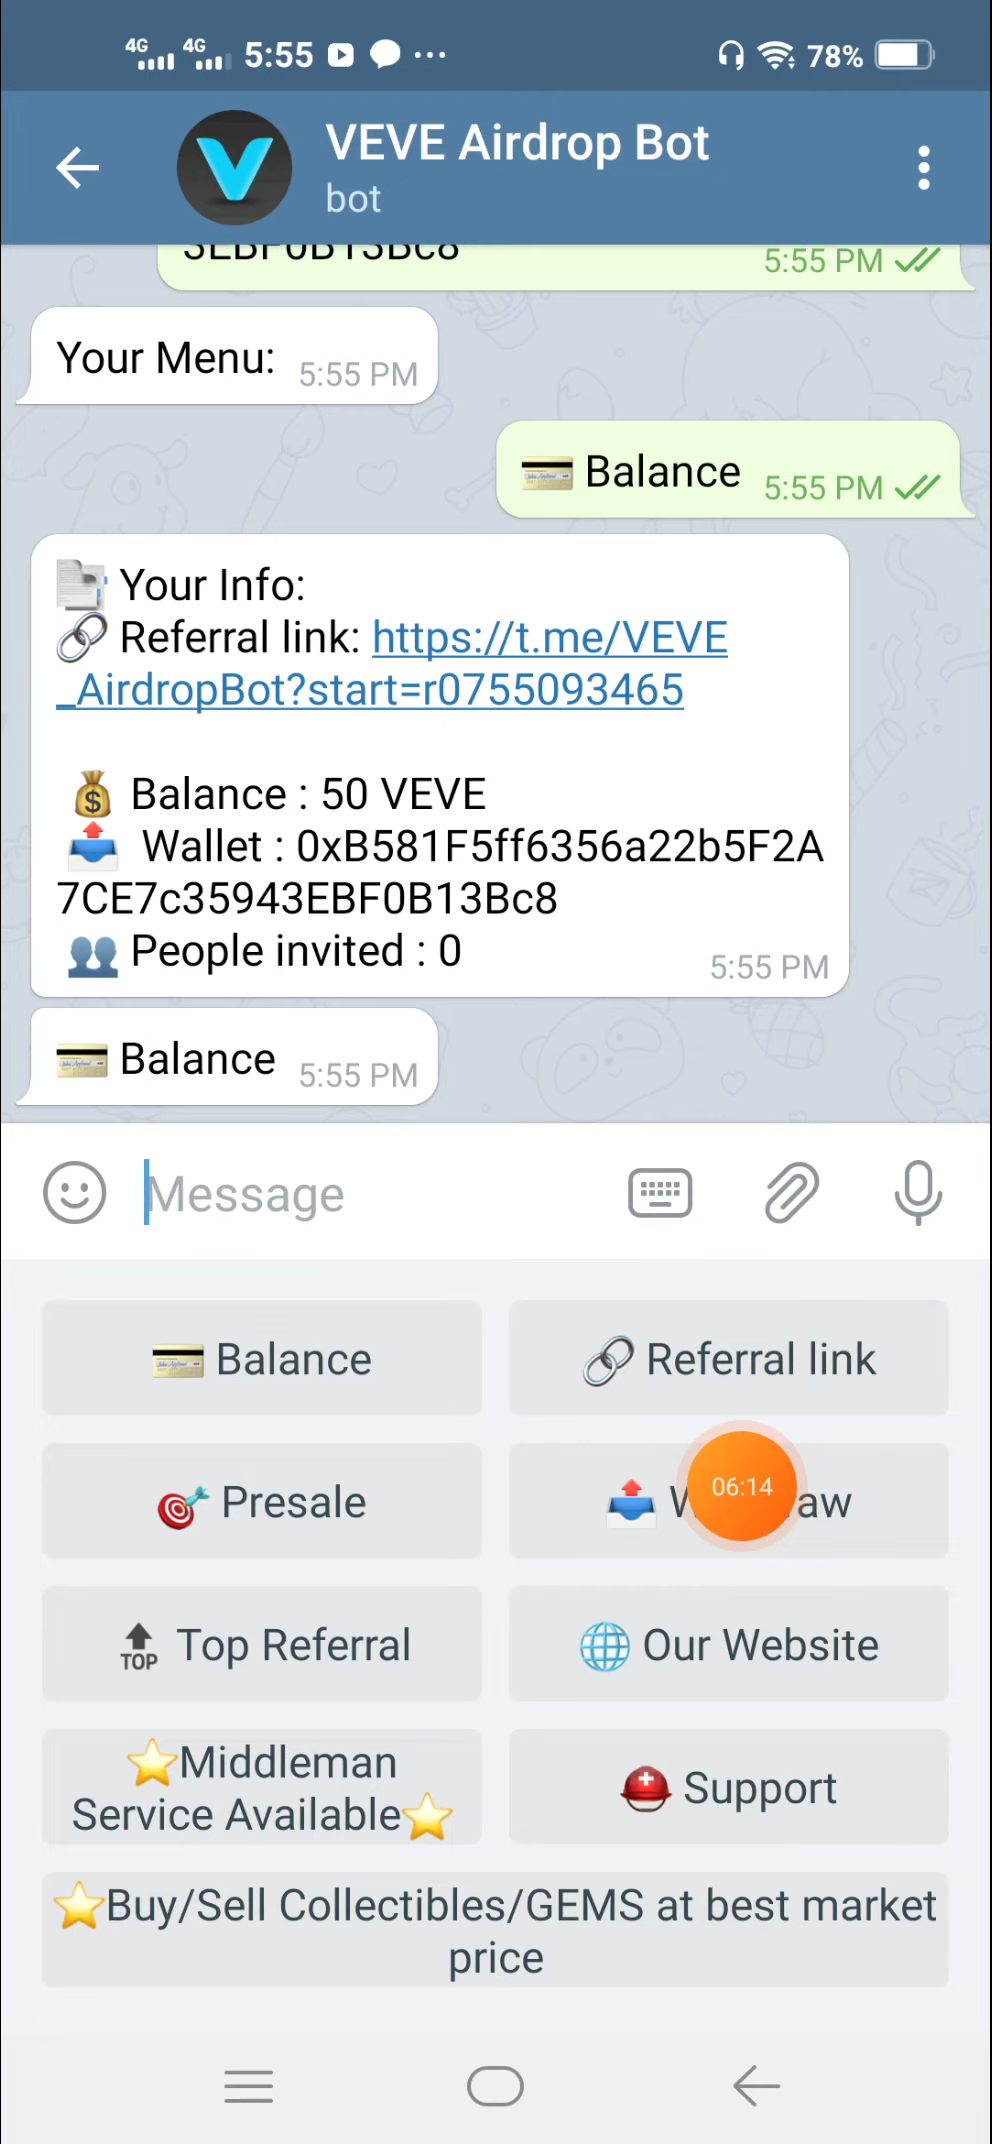 4G 4G 5:55 78%
VEVE Airdrop Bot
bot
3EBF0B13Bc8 5:55 PM
Your Menu: 5:55 PM
Balance 5:55 PM
Your Info:
Referral link: https://t.me/VEVE
_AirdropBot?start=r0755093465
Balance : 50 VEVE
Wallet : 0xB581F5ff6356a22b5F2A
7CE7c35943EBF0B13Bc8
People invited : 0
5:55 PM
Balance 5:55 PM
Message
Balance
Referral link
Presale
06:14
TOP Top Referral
Our Website
Middleman
Service Available
Support
Buy/Sell Collectibles/GEMS at best market
price